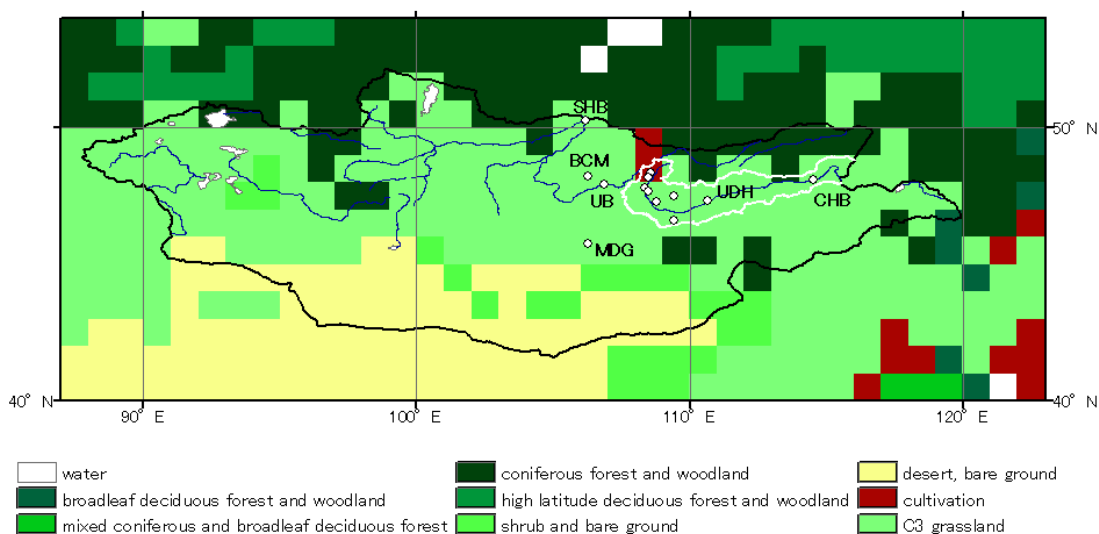 SHB
50° N
BCM
UB
UDH
CHB
MDG
40° N
40° N
90° E
100° E
110° E
120° E
water
coniferous forest and woodland
desert, bare ground
broadleaf deciduous forest and woodland
high latitude deciduous forest and woodland
cultivation
mixed coniferous and broadleaf deciduous forest
shrub and bare ground
C3 grassland